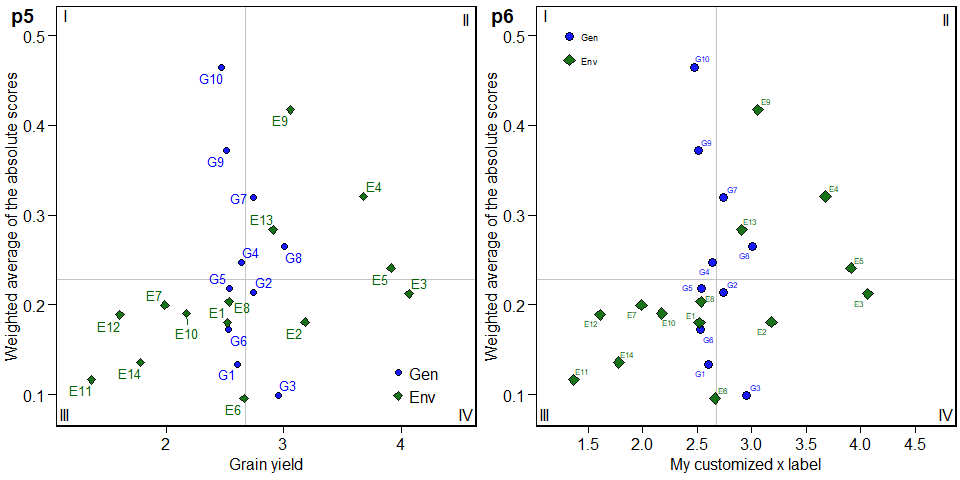 p5
I
II
0.5
0.4
0.3
0.2
0.1
Weighted average of the absolute scores
G10
E9
G9
E4
G7
E13
G4
G8
G5
G2
E5
E3
E7
E8
E1
E12
E10
E2
G6
E14
G1
E11
G3
E6
Gen
Env
III
IV
2
3
4
Grain yield
p6
I
II
Gen
Env
0.5
0.4
0.3
0.2
0.1
Weighted average of the absolute scores
G10
E9
G9
G7
E4
E13
G8
G4
E5
G5
G2
E8
E3
E7
E12
E10
E1
E2
G6
E14
G1
E11
G3
E6
III
IV
1.5
2.0
2.5
3.0
3.5
4.0
4.5
My customized x label